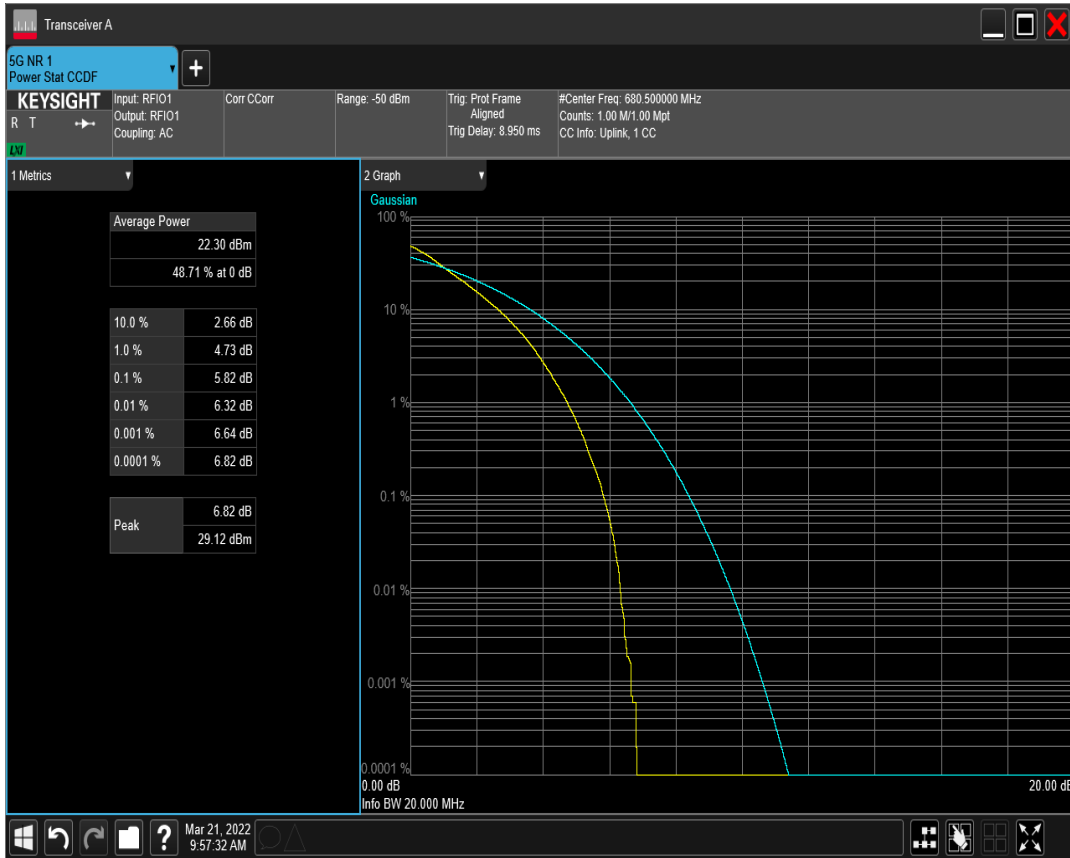 Transceiver A
5G NR 1
Power Stat CCDF
+
KEYSIGHT
R T
LXI
Input: RFIO1
Output: RFIO1
Coupling: AC
Corr CCorr
Range: -50 dBm
Trig: Prot Frame
Aligned
Trig Delay: 8.950 ms
#Center Freq: 680.500000 MHz
Counts: 1.00 M/1.00 Mpt
CC Info: Uplink, 1 CC
1 Metrics
Average Power
22.30 dBm
48.71 % at 0 dB
10.0 % 2.66 dB
1.0 % 4.73 dB
0.1 % 5.82 dB
0.01 % 6.32 dB
0.001 % 6.64 dB
0.0001 % 6.82 dB
Peak
6.82 dB
29.12 dBm
2 Graph
Gaussian
100 %
10 %
1 %
0.1 %
0.01 %
0.001 %
0.0001 %
0.00 dB 20.00 dB
Info BW 20.000 MHz
?
Mar 21, 2022
9:57:32 AM